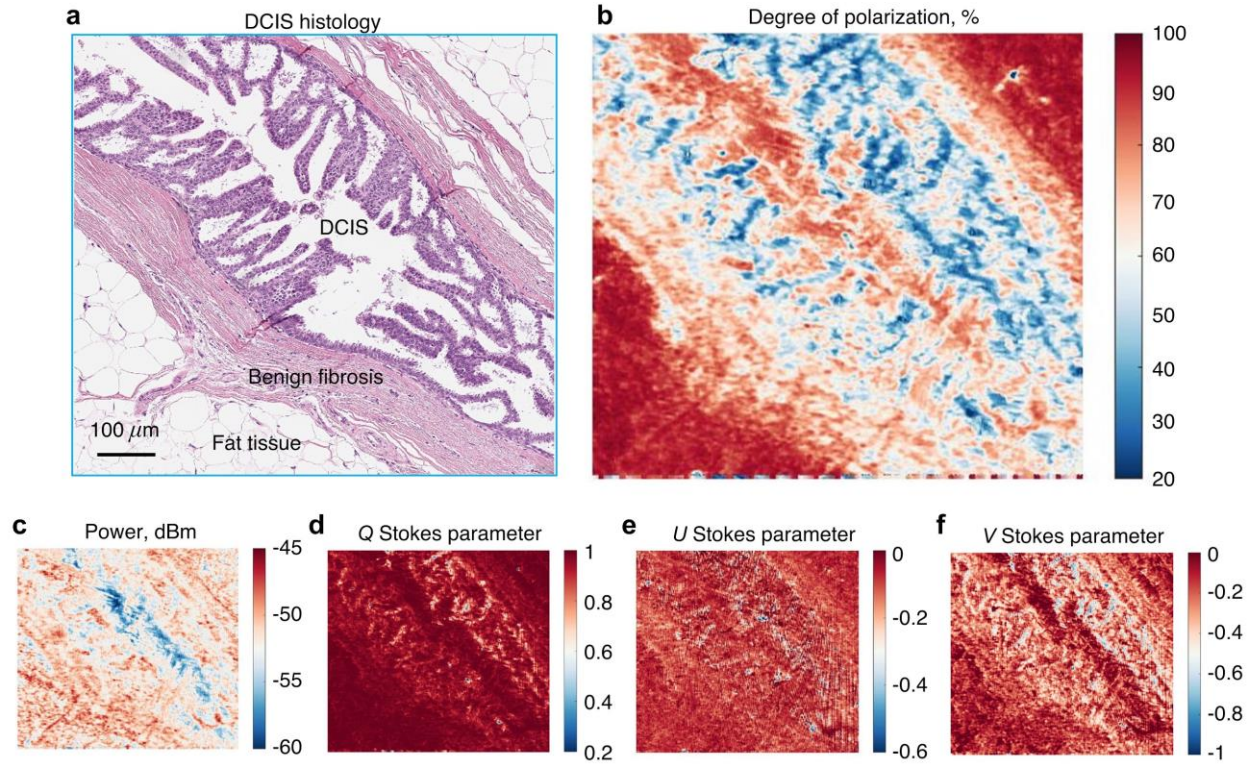 a
DCIS histology
DCIS
Benign fibrosis
Fat tissue
100 μm
b
Degree of polarization, %
100
90
80
70
60
50
40
30
20
c
Power, dBm
-45
-50
-55
-60
d
Q Stokes parameter
1
0.8
0.6
0.4
0.2
e
U Stokes parameter
0
-0.2
-0.4
-0.6
f
V Stokes parameter
0
-0.2
-0.4
-0.6
-0.8
-1